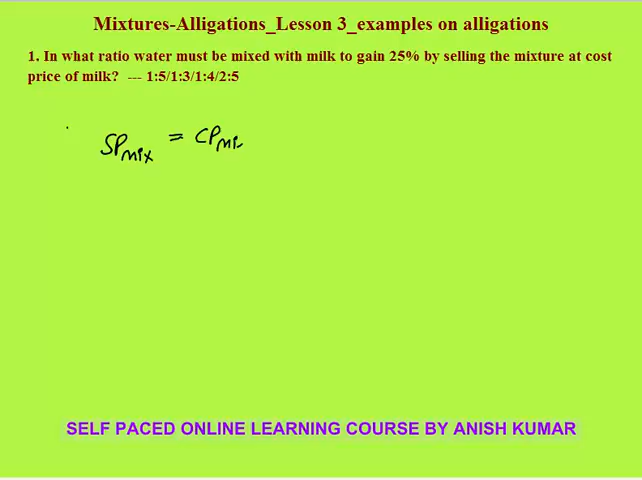 Mixtures-Alligations_Lesson 3_examples on alligations
1. In what ratio water must be mixed with milk to gain 25% by selling the mixture at cost
price of milk? --- 1:5/1:3/1:4/2:5
SPmix = CPmi
SELF PACED ONLINE LEARNING COURSE BY ANISH KUMAR